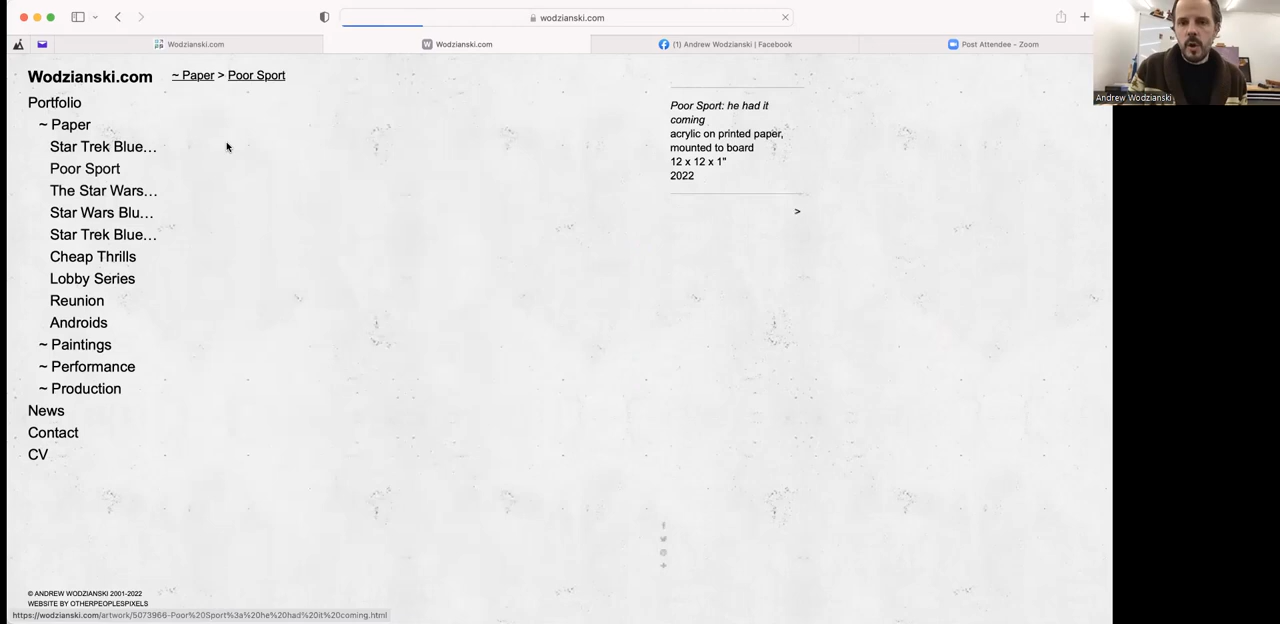 wodzianski.com
Wodzianski.com
W Wodzianski.com
(1) Andrew Wodzianski | Facebook
Post Attendee - Zoom
Andrew Wodzianski
Wodzianski.com
~ Paper > Poor Sport
Portfolio
~ Paper
Star Trek Blue…
Poor Sport
The Star Wars…
Star Wars Blu…
Star Trek Blue…
Cheap Thrills
Lobby Series
Reunion
Androids
~ Paintings
~ Performance
~ Production
News
Contact
CV
Poor Sport: he had it
coming
acrylic on printed paper,
mounted to board
12 x 12 x 1"
2022
>
© ANDREW WODZIANSKI 2001-2022
WEBSITE BY OTHERPEOPLESPIXELS
https://wodzianski.com/artwork/5073966-Poor%20Sport%3a%20he%20had%20it%20coming.html